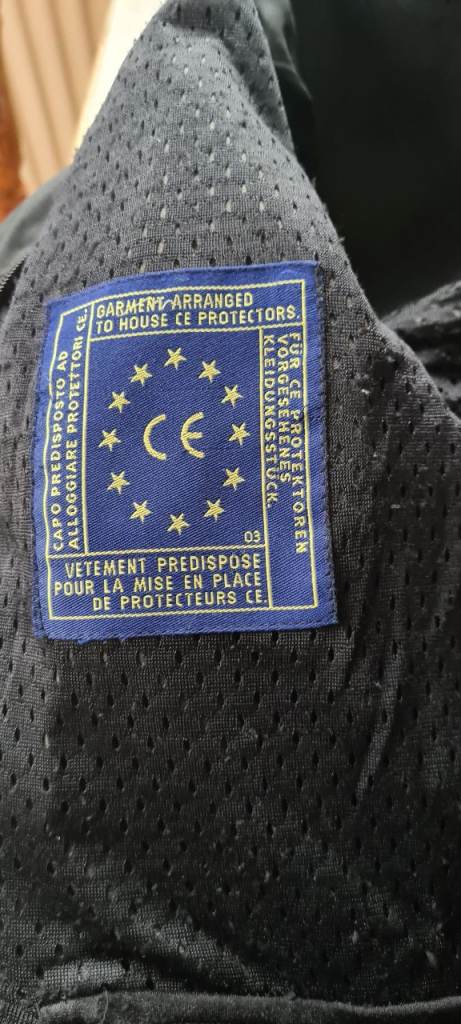 GARMENT ARRANGED
TO HOUSE CE PROTECTORS.
FÜR CE PROTEKTOREN
VORGESEHENES
KLEIDUNGSSTÜCK.
CAPO PREDISPOSTO AD
ALLOGGIARE PROTETTORI CE.
CE
03
VETEMENT PREDISPOSE
POUR LA MISE EN PLACE
DE PROTECTEURS CE.